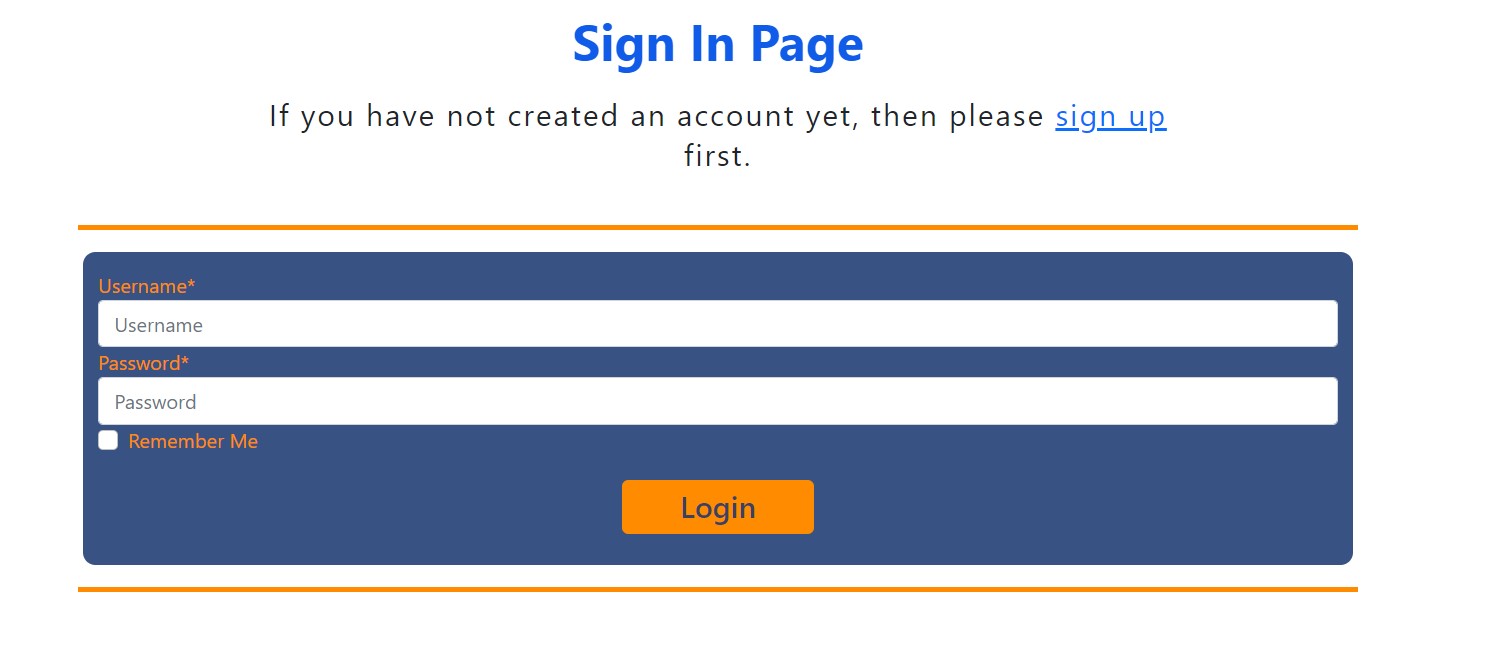 Sign In Page
If you have not created an account yet, then please sign up
first.
Username*
Username
Password*
Password
Remember Me
Login